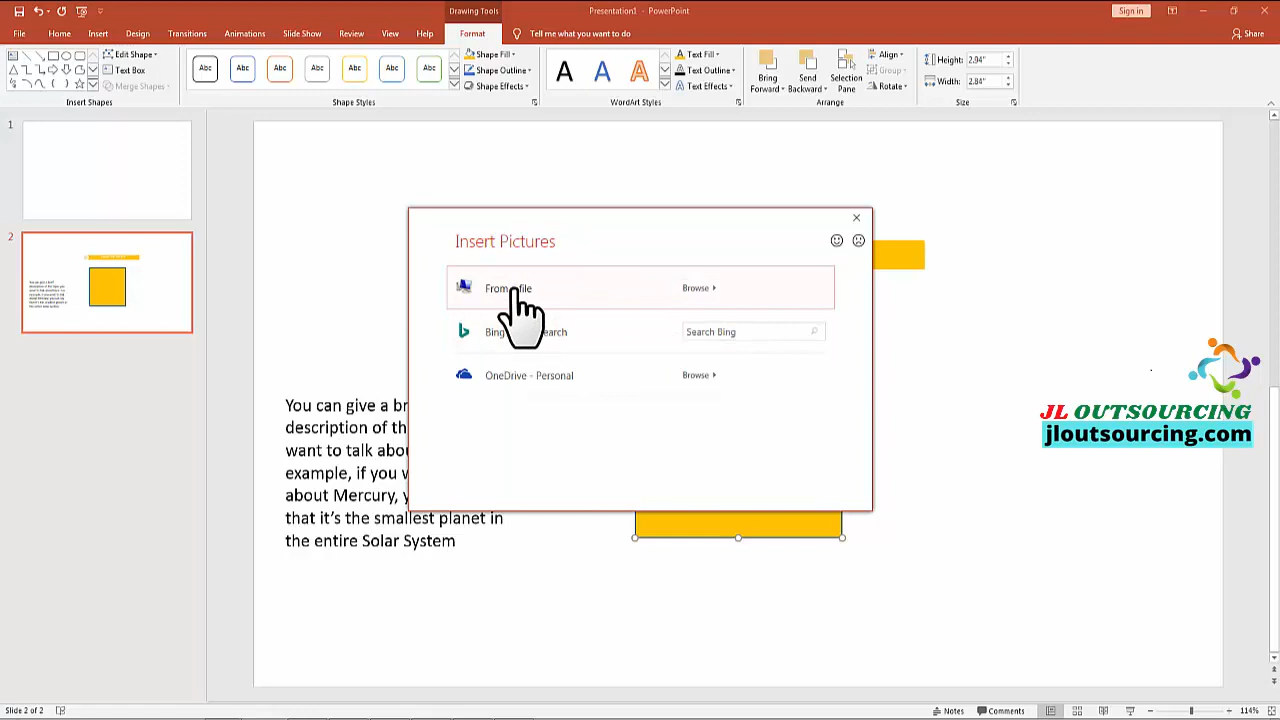 Drawing Tools
Presentation1 - PowerPoint
Sign in
File Home Insert Design Transitions Animations Slide Show Review View Help Format Tell me what you want to do Share
Edit Shape
Text Box
Merge Shapes
Insert Shapes
Abc Abc Abc Abc Abc Abc Abc
Shape Fill
Shape Outline
Shape Effects
Shape Styles
A A A
Text Fill
Text Outline
Text Effects
WordArt Styles
Bring Forward
Send Backward
Selection Pane
Align
Group
Rotate
Arrange
Height: 2.84"
Width: 2.84"
Size
1
2
Insert Pictures
From file
Browse
Bing
Search Bing
OneDrive - Personal
Browse
You can give a br
description of th
want to talk abou
example, if you w
about Mercury, y
that it's the smallest planet in
the entire Solar System
JL OUTSOURCING
jloutsourcing.com
Slide 2 of 2
Notes
Comments
114%